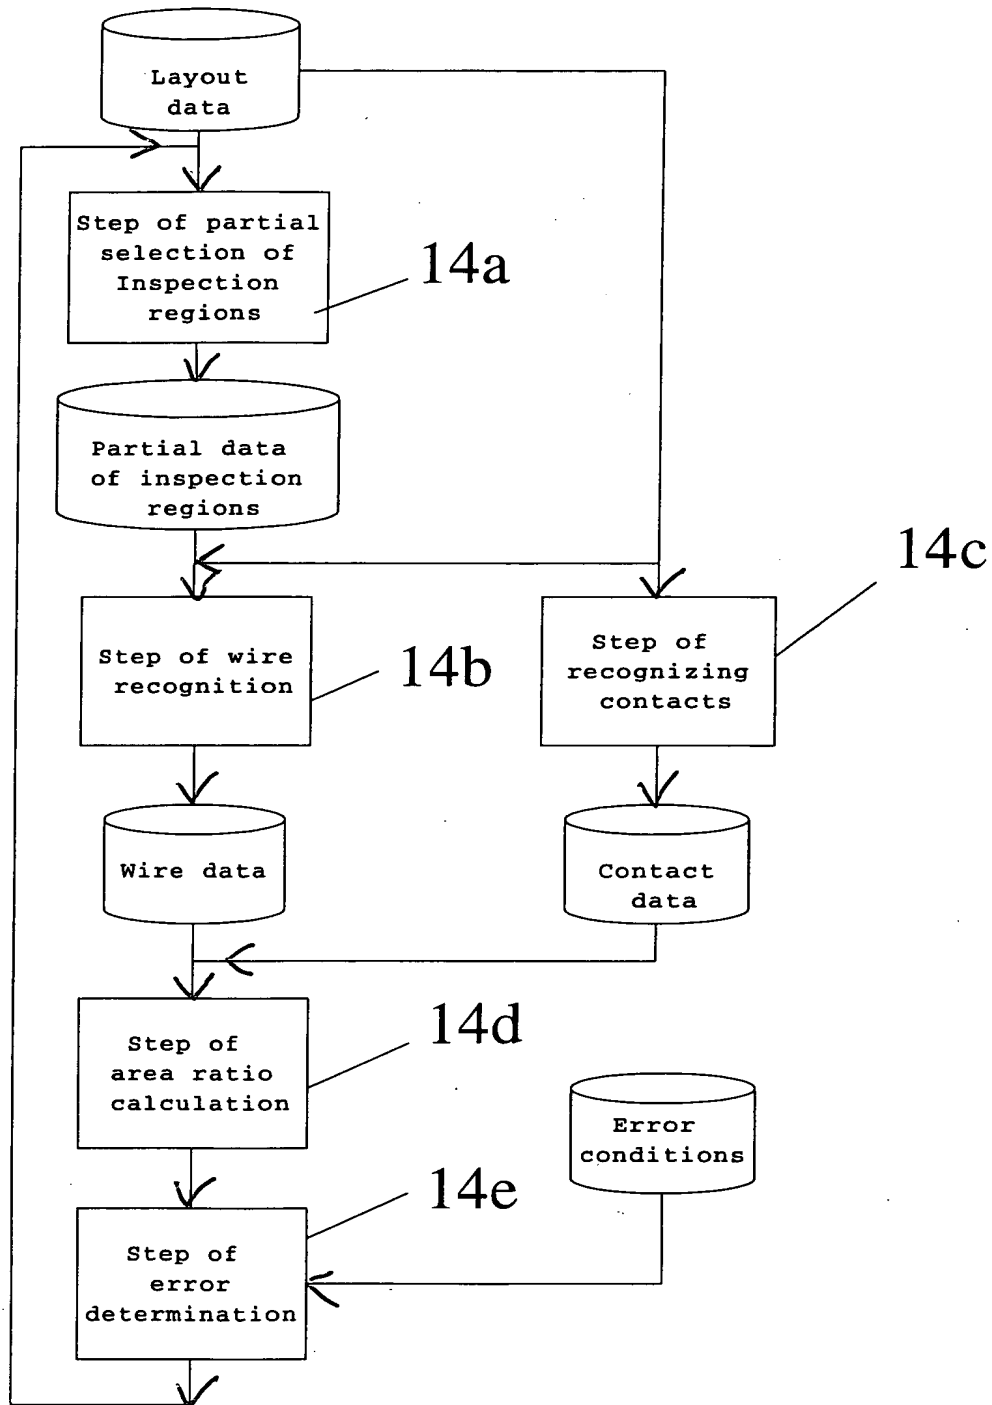 Layout
data
Step of partial
selection of
Inspection
regions
14a
Partial data
of inspection
regions
14c
Step of wire
recognition
14b
Step of
recognizing
contacts
Wire data
Contact
data
Step of
area ratio
calculation
14d
Error
conditions
14e
Step of
error
determination